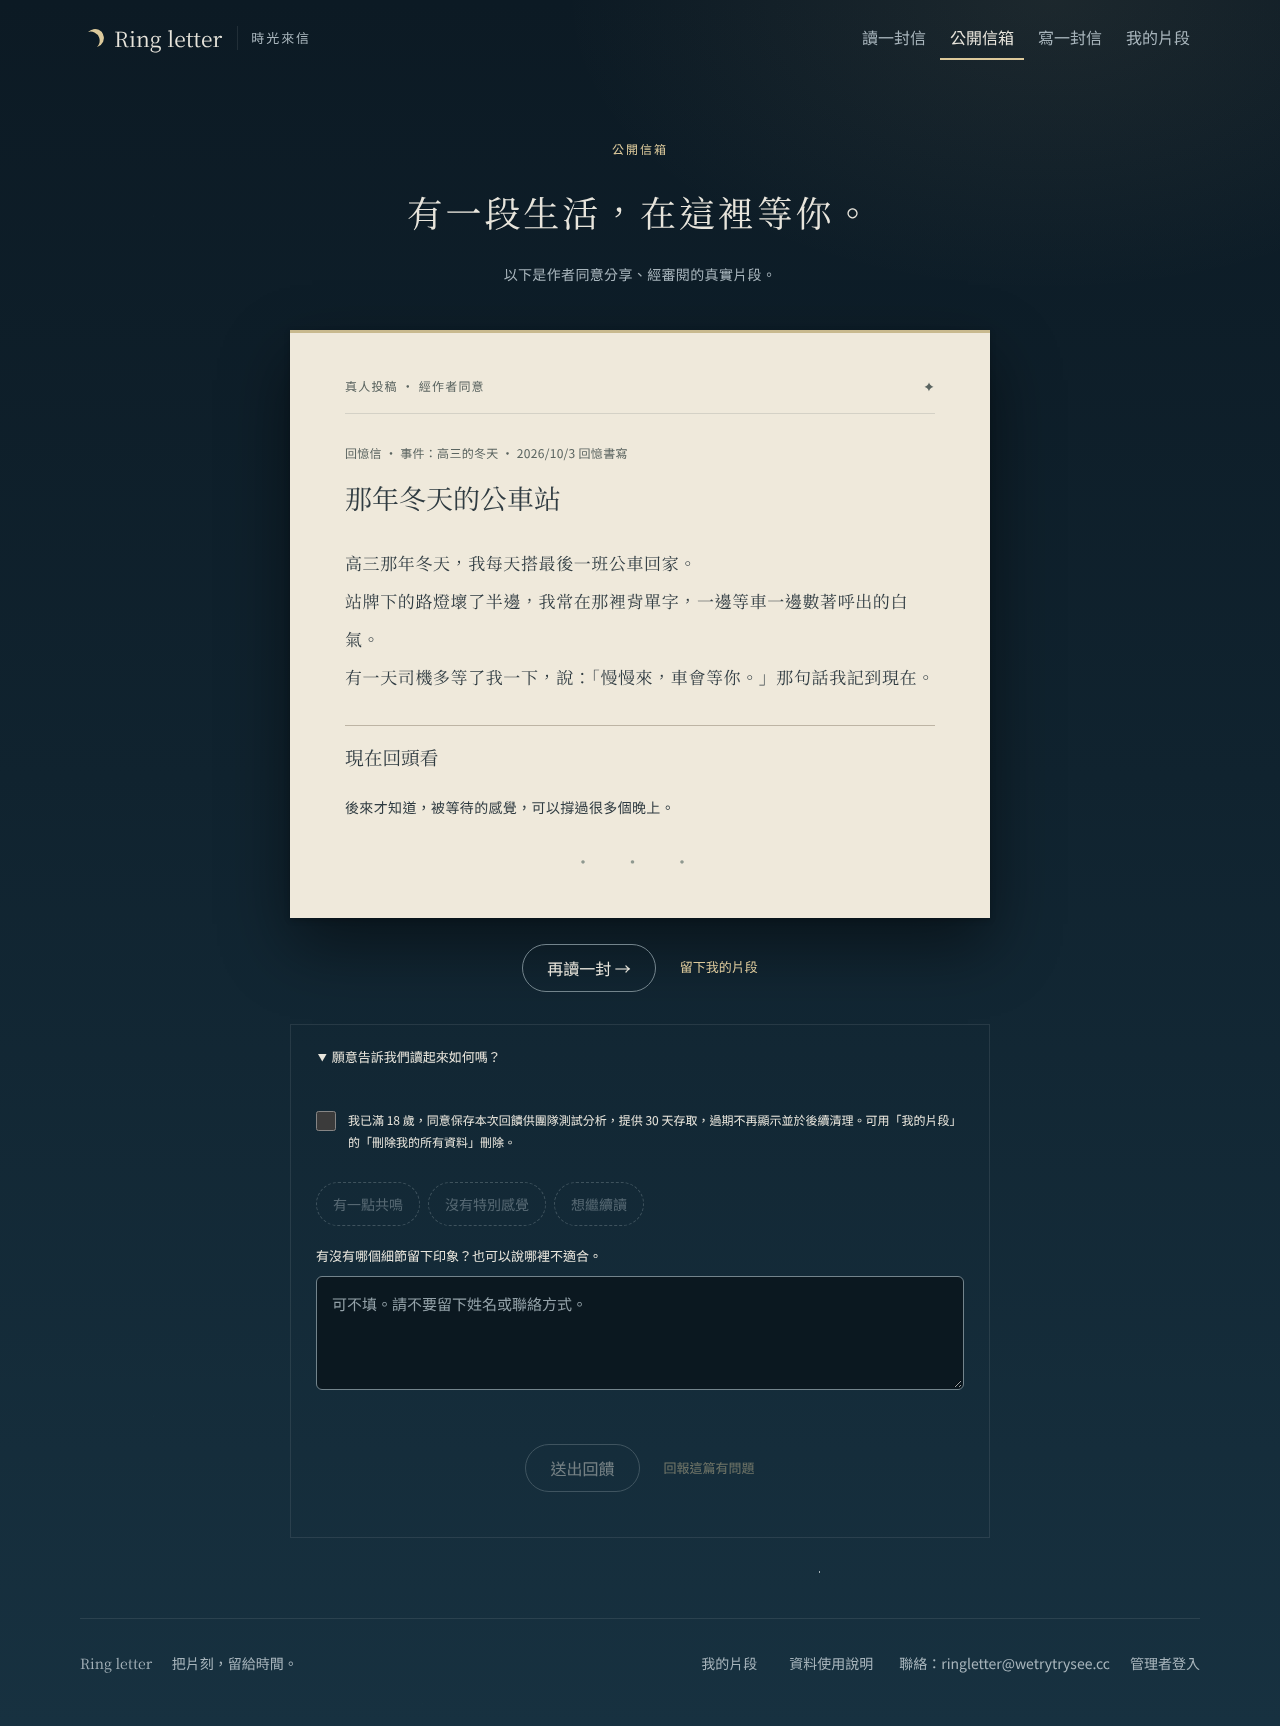 Ring letter 時光來信
讀一封信 公開信箱 寫一封信 我的片段
公開信箱
有一段生活，在這裡等你。
以下是作者同意分享、經審閱的真實片段。
真人投稿 · 經作者同意 ✦
回憶信 · 事件：高三的冬天 · 2026/10/3 回憶書寫
那年冬天的公車站
高三那年冬天，我每天搭最後一班公車回家。
站牌下的路燈壞了半邊，我常在那裡背單字，一邊等車一邊數著呼出的白
氣。
有一天司機多等了我一下，說：「慢慢來，車會等你。」那句話我記到現在。
現在回頭看
後來才知道，被等待的感覺，可以撐過很多個晚上。
· · ·
再讀一封 → 留下我的片段
▼ 願意告訴我們讀起來如何嗎？
我已滿 18 歲，同意保存本次回饋供團隊測試分析，提供 30 天存取，過期不再顯示並於後續清理。可用「我的片段」
的「刪除我的所有資料」刪除。
有一點共鳴 沒有特別感覺 想繼續讀
有沒有哪個細節留下印象？也可以說哪裡不適合。
可不填。請不要留下姓名或聯絡方式。
送出回饋 回報這篇有問題
Ring letter 把片刻，留給時間。
我的片段 資料使用說明 聯絡：ringletter@wetrytrysee.cc 管理者登入